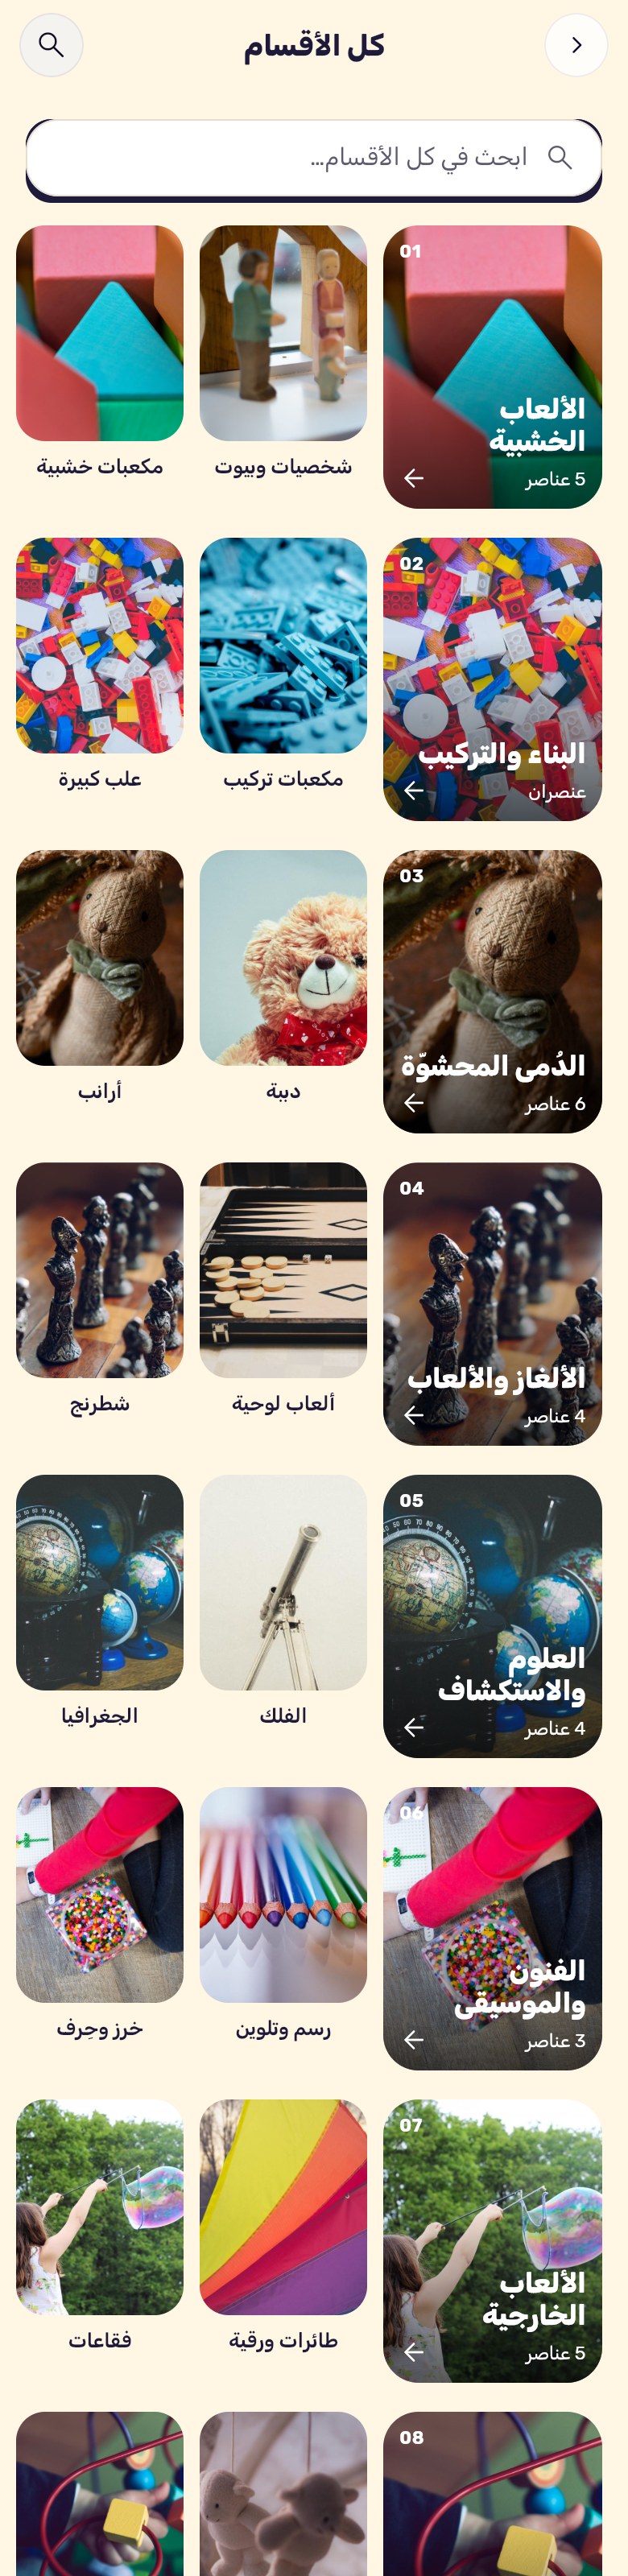 كل الأقسام
ابحث في كل الأقسام...
01
الألعاب
الخشبية
5 عناصر
شخصيات وبيوت
مكعبات خشبية
02
البناء والتركيب
عنصران
مكعبات تركيب
علب كبيرة
03
الدُمى المحشوّة
6 عناصر
دببة
أرانب
04
الألغاز والألعاب
4 عناصر
ألعاب لوحية
شطرنج
05
العلوم
والاستكشاف
4 عناصر
الفلك
الجغرافيا
06
الفنون
والموسيقى
3 عناصر
رسم وتلوين
خرز وحِرف
07
الألعاب
الخارجية
5 عناصر
طائرات ورقية
فقاعات
08